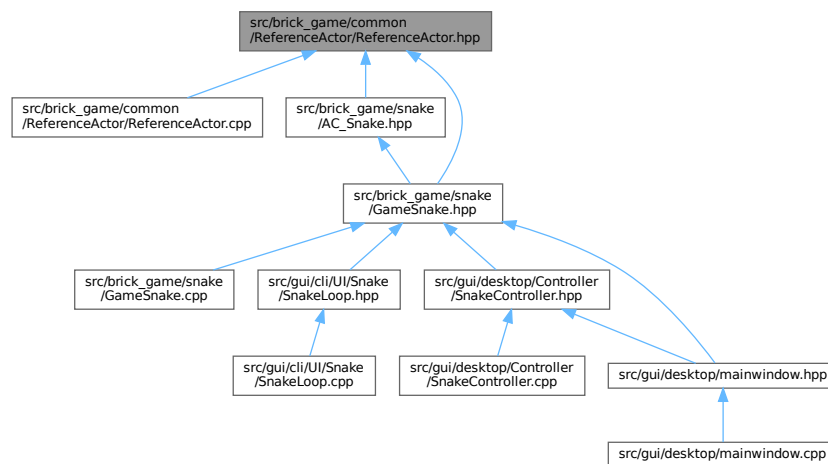 src/brick_game/common
/ReferenceActor/ReferenceActor.hpp
src/brick_game/common
/ReferenceActor/ReferenceActor.cpp
src/brick_game/snake
/AC_Snake.hpp
src/brick_game/snake
/GameSnake.hpp
src/brick_game/snake
/GameSnake.cpp
src/gui/cli/UI/Snake
/SnakeLoop.hpp
src/gui/desktop/Controller
/SnakeController.hpp
src/gui/cli/UI/Snake
/SnakeLoop.cpp
src/gui/desktop/Controller
/SnakeController.cpp
src/gui/desktop/mainwindow.hpp
src/gui/desktop/mainwindow.cpp